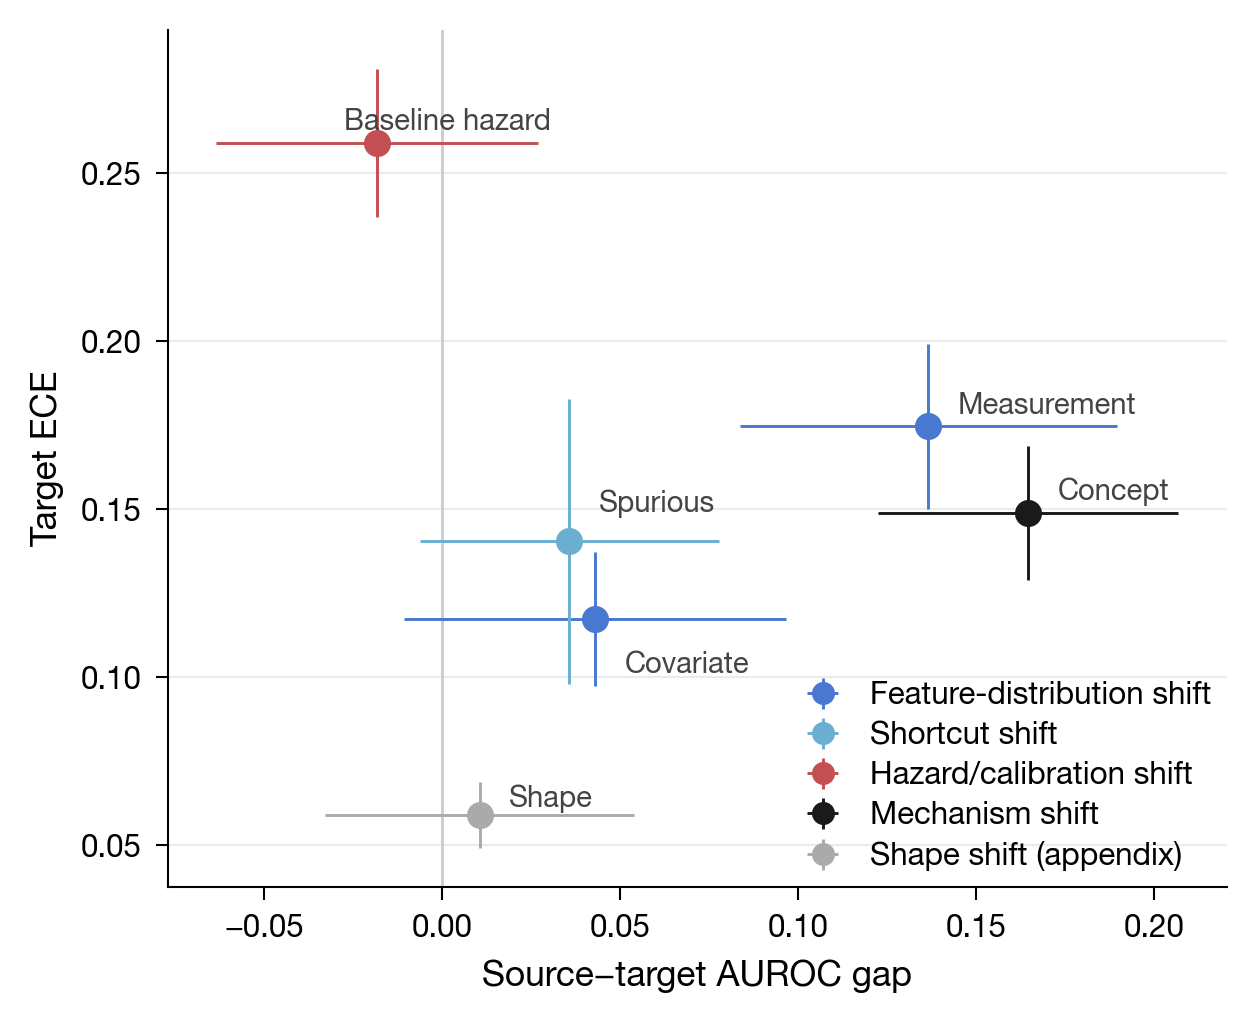 Baseline hazard
0.25
0.20
Measurement
Concept
0.15
Spurious
Target ECE
Covariate
0.10
Feature-distribution shift
Shortcut shift
Hazard/calibration shift
Shape
Mechanism shift
0.05
Shape shift (appendix)
−0.05 0.00 0.05 0.10 0.15 0.20
Source−target AUROC gap